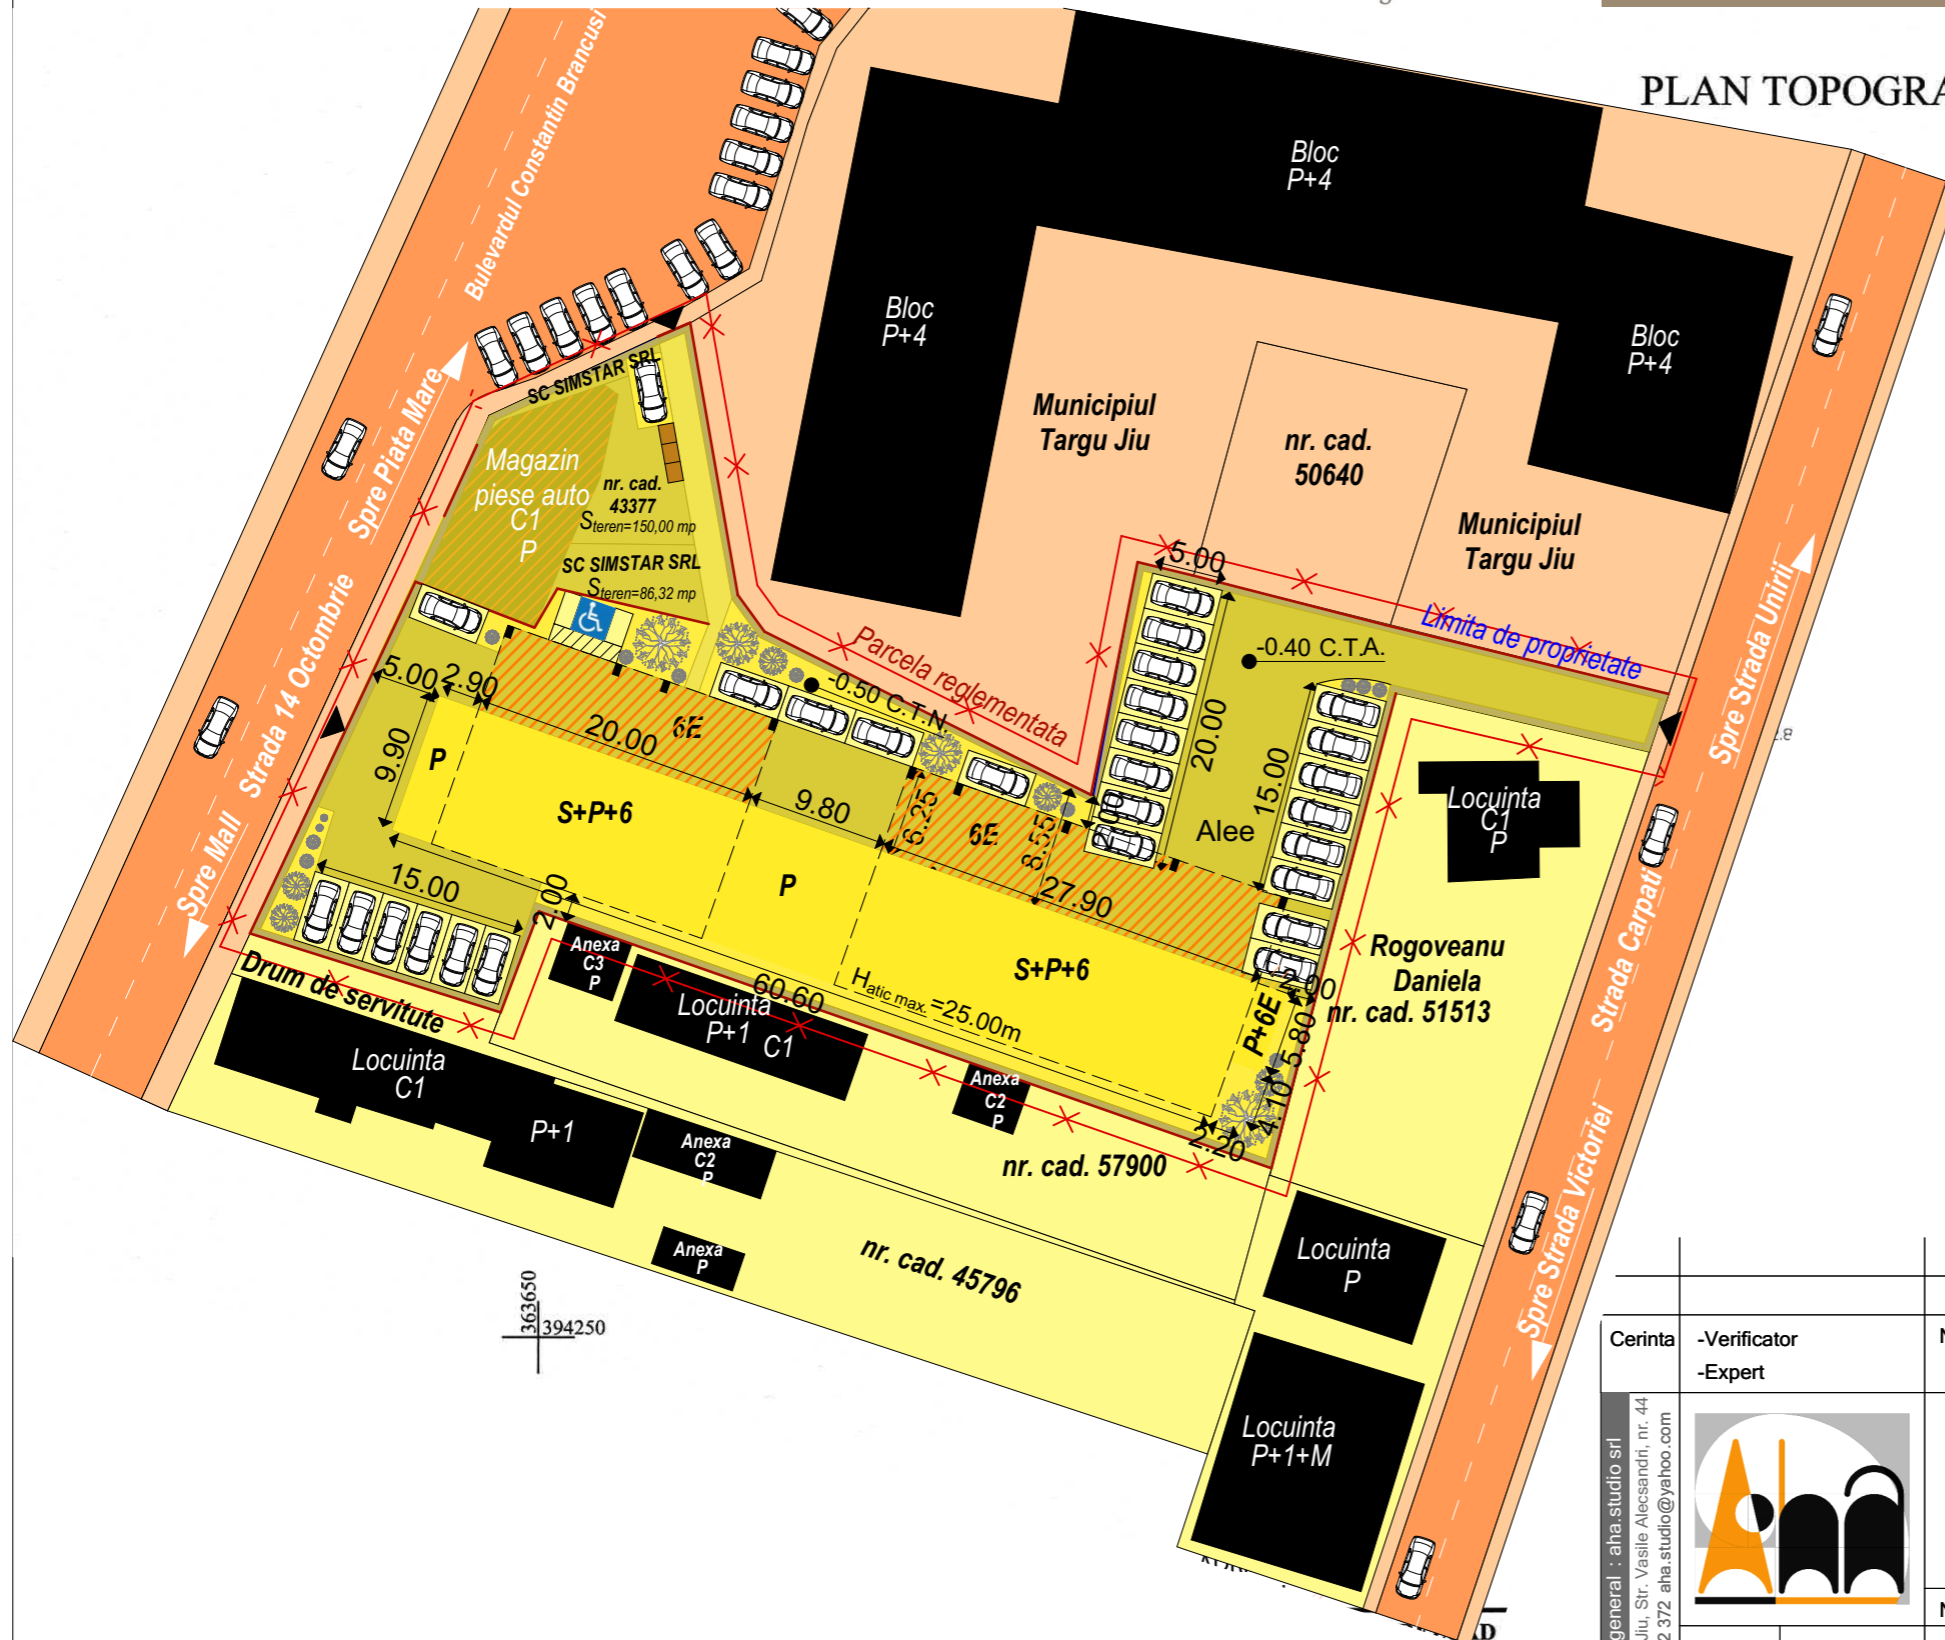 PLAN TOPOGRA
Bulevardul Constantin Brancusi
Bloc
P+4
Bloc
P+4
Bloc
P+4
Spre Piata Mare
SC SIMSTAR SRL
Municipiul
Targu Jiu
nr. cad.
50640
Magazin
piese auto
C1
P
nr. cad.
43377
Steren=150,00 mp
SC SIMSTAR SRL
Steren=86,32 mp
Municipiul
Targu Jiu
5.00
Limita de proprietate
-0.40 C.T.A.
Parcela reglementata
-0.50 C.T.N.
Spre Strada Unirii
Strada 14 Octombrie
5.00
2.90
20.00
6E
9.90
P
S+P+6
9.80
6.25
6E
8.55
2.00
20.00
15.00
Alee
Locuinta
C1
P
Spre Mall
15.00
2.00
P
27.90
S+P+6
Rogoveanu
Daniela
nr. cad. 51513
Strada Carpati
Drum de servitute
Anexa
C3
P
60.60
Hatic max.=25.00m
Locuinta
P+1
C1
2.00
P+6E
5.80
4.10
2.20
Locuinta
C1
P+1
Anexa
C2
P
Anexa
C2
P
nr. cad. 57900
Anexa
P
nr. cad. 45796
Locuinta
P
Spre Strada Victoriei
363650
394250
Locuinta
P+1+M
Cerinta
-Verificator
-Expert
general : aha.studio srl
Jiu, Str. Vasile Alecsandri, nr. 44
2 372 aha.studio@yahoo.com